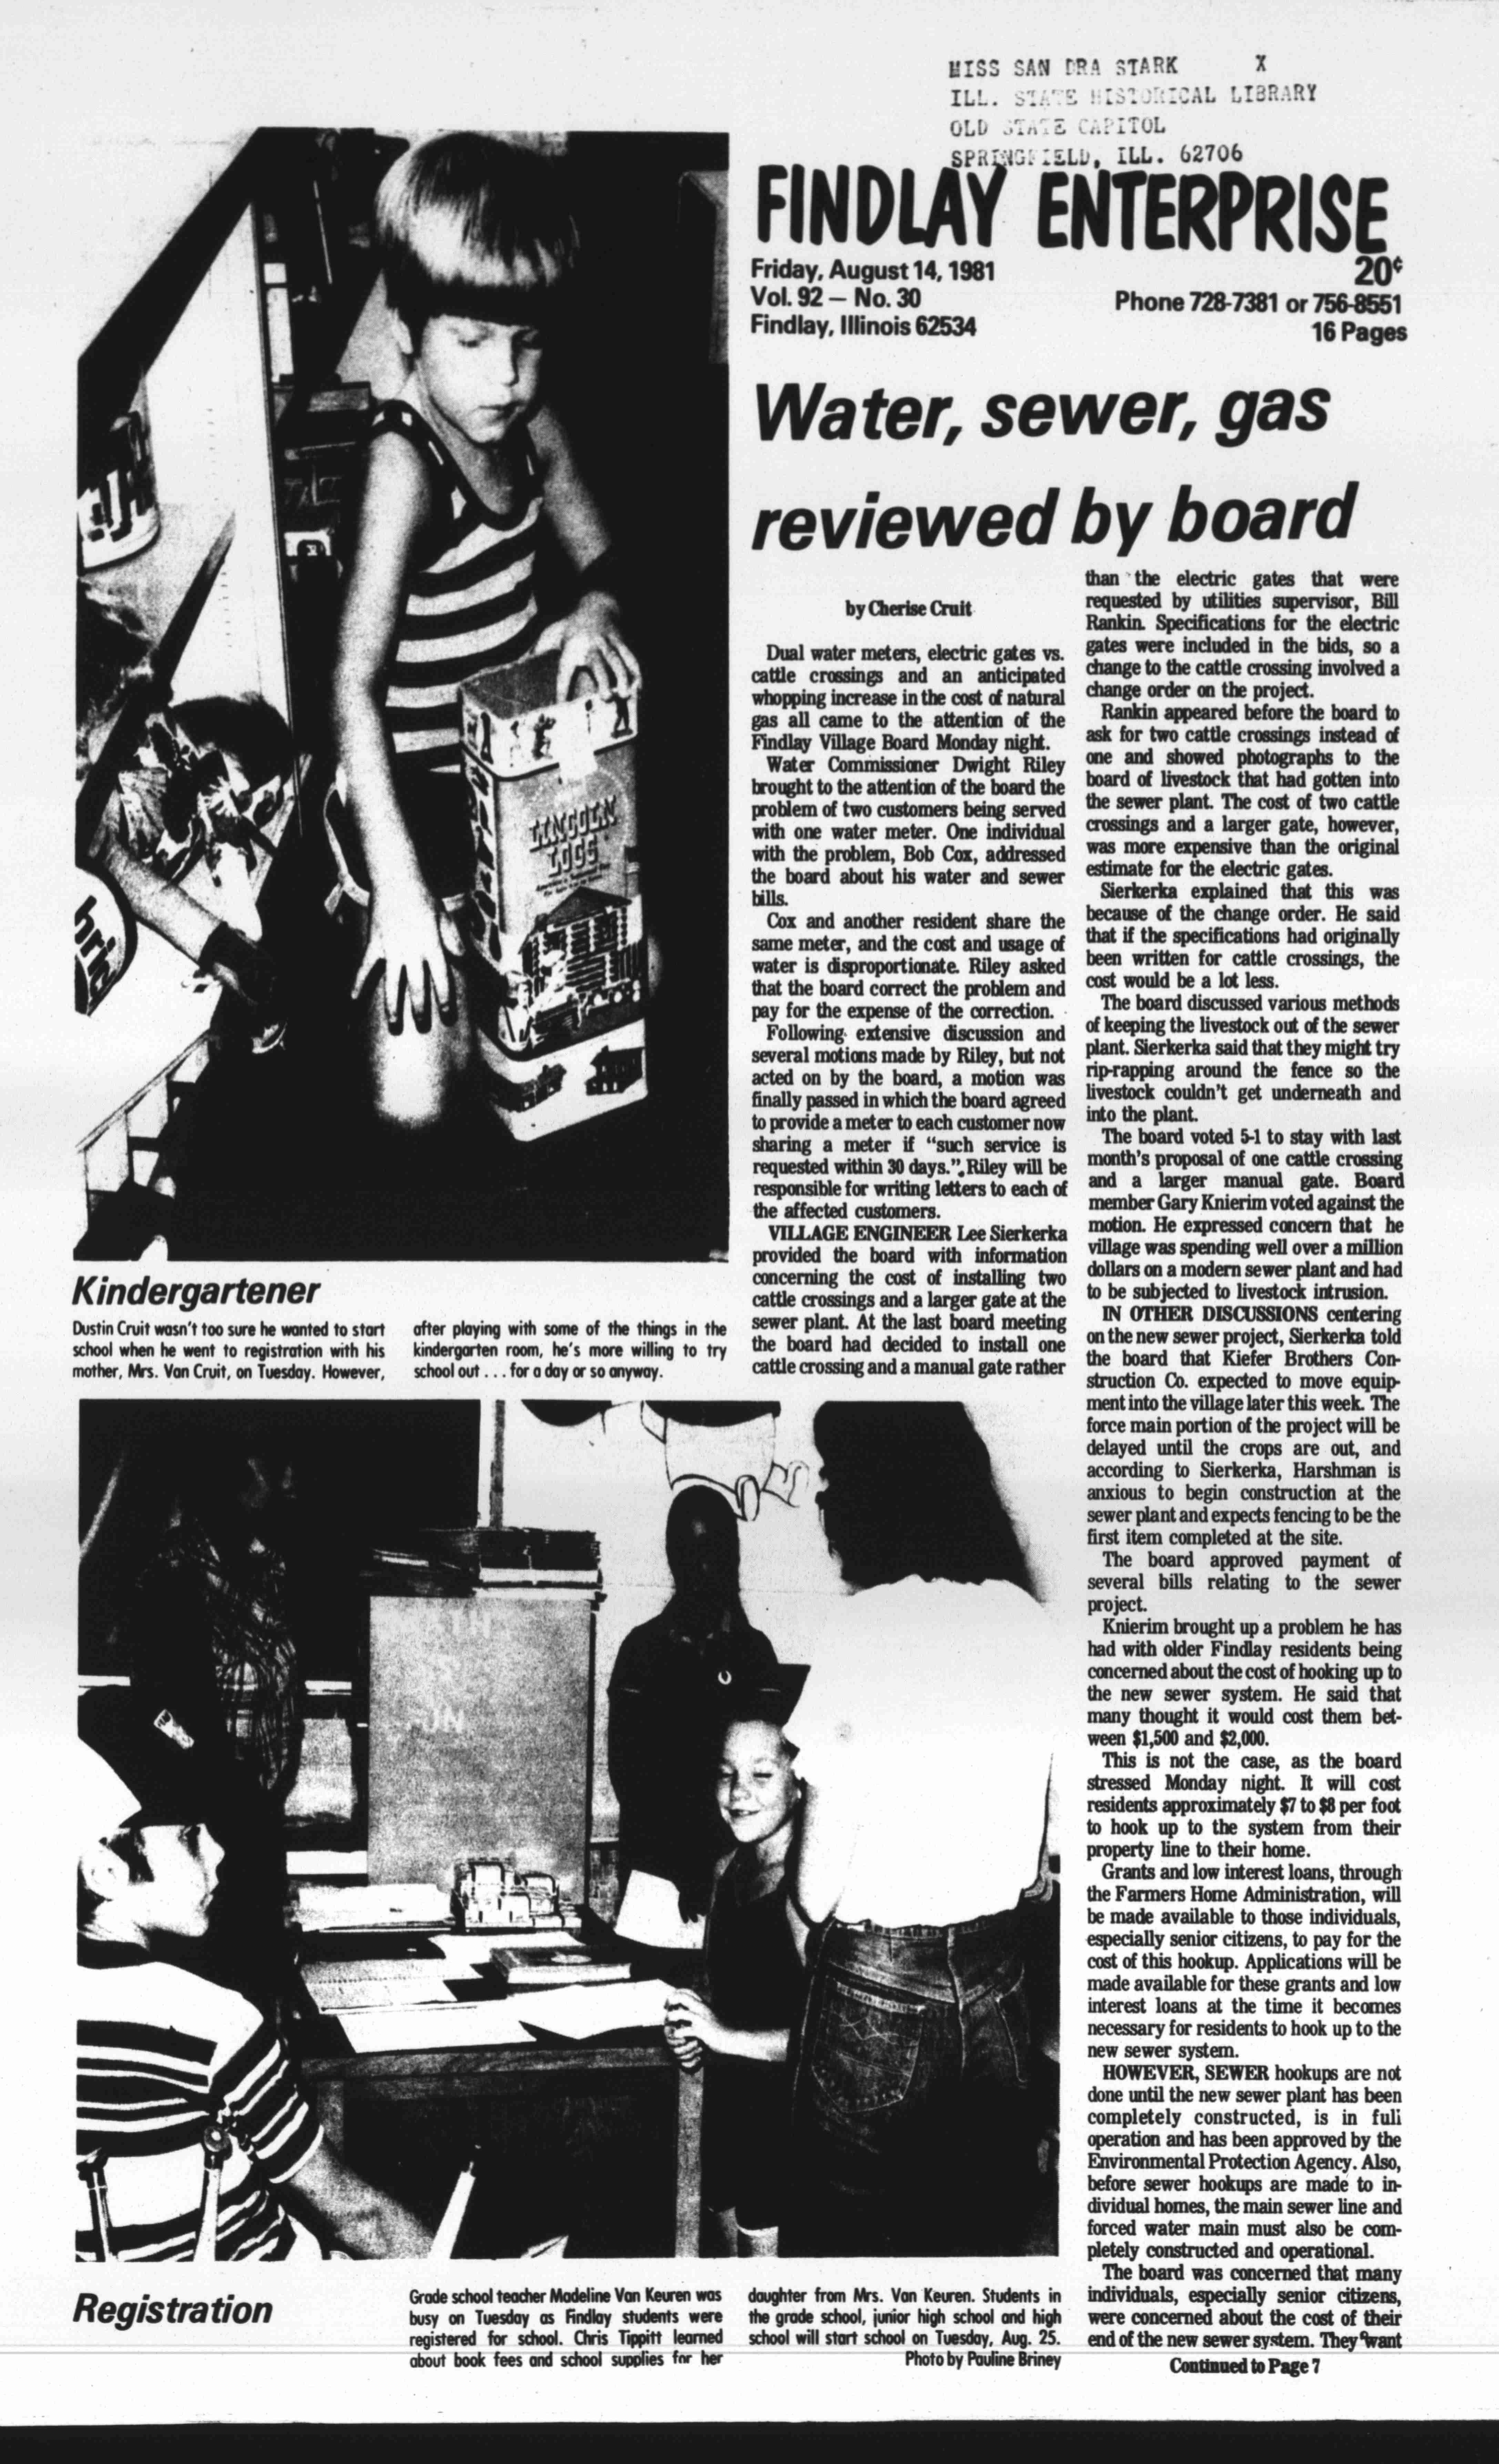 MISS SAN DRA STARK X
ILL. STATE HISTORICAL LIBRARY
OLD STATE CAPITOL
SPRINGFIELD, ILL. 62706
FINDLAY ENTERPRISE
Friday, August 14, 1981
20¢
Vol. 92 — No. 30
Phone 728-7381 or 756-8551
Findlay, Illinois 62534
16 Pages
Water, sewer, gas
reviewed by board
by Cherise Cruit
Dual water meters, electric gates vs.
cattle crossings and an anticipated
whopping increase in the cost of natural
gas all came to the attention of the
Findlay Village Board Monday night.
Water Commissioner Dwight Riley
brought to the attention of the board the
problem of two customers being served
with one water meter. One individual
with the problem, Bob Cox, addressed
the board about his water and sewer
bills.
Cox and another resident share the
same meter, and the cost and usage of
water is disproportionate. Riley asked
that the board correct the problem and
pay for the expense of the correction.
Following extensive discussion and
several motions made by Riley, but not
acted on by the board, a motion was
finally passed in which the board agreed
to provide a meter to each customer now
sharing a meter if "such service is
requested within 30 days." Riley will be
responsible for writing letters to each of
the affected customers.
VILLAGE ENGINEER Lee Sierkerka
provided the board with information
concerning the cost of installing two
cattle crossings and a larger gate at the
sewer plant. At the last board meeting
the board had decided to install one
cattle crossing and a manual gate rather
than the electric gates that were
requested by utilities supervisor, Bill
Rankin. Specifications for the electric
gates were included in the bids, so a
change to the cattle crossing involved a
change order on the project.
Rankin appeared before the board to
ask for two cattle crossings instead of
one and showed photographs to the
board of livestock that had gotten into
the sewer plant. The cost of two cattle
crossings and a larger gate, however,
was more expensive than the original
estimate for the electric gates.
Sierkerka explained that this was
because of the change order. He said
that if the specifications had originally
been written for cattle crossings, the
cost would be a lot less.
The board discussed various methods
of keeping the livestock out of the sewer
plant. Sierkerka said that they might try
rip-rapping around the fence so the
livestock couldn't get underneath and
into the plant.
The board voted 5-1 to stay with last
month's proposal of one cattle crossing
and a larger manual gate. Board
member Gary Knierim voted against the
motion. He expressed concern that he
village was spending well over a million
dollars on a modern sewer plant and had
to be subjected to livestock intrusion.
IN OTHER DISCUSSIONS centering
on the new sewer project, Sierkerka told
the board that Kiefer Brothers Con-
struction Co. expected to move equip-
ment into the village later this week. The
force main portion of the project will be
delayed until the crops are out, and
according to Sierkerka, Harshman is
anxious to begin construction at the
sewer plant and expects fencing to be the
first item completed at the site.
The board approved payment of
several bills relating to the sewer
project.
Knierim brought up a problem he has
had with older Findlay residents being
concerned about the cost of hooking up to
the new sewer system. He said that
many thought it would cost them bet-
ween $1,500 and $2,000.
This is not the case, as the board
stressed Monday night. It will cost
residents approximately $7 to $8 per foot
to hook up to the system from their
property line to their home.
Grants and low interest loans, through
the Farmers Home Administration, will
be made available to those individuals,
especially senior citizens, to pay for the
cost of this hookup. Applications will be
made available for these grants and low
interest loans at the time it becomes
necessary for residents to hook up to the
new sewer system.
HOWEVER, SEWER hookups are not
done until the new sewer plant has been
completely constructed, is in full
operation and has been approved by the
Environmental Protection Agency. Also,
before sewer hookups are made to in-
dividual homes, the main sewer line and
forced water main must also be com-
pletely constructed and operational.
The board was concerned that many
individuals, especially senior citizens,
were concerned about the cost of their
end of the new sewer system. They want
Continued to Page 7
LINCOLN
LOGS
Kindergartener
Dustin Cruit wasn't too sure he wanted to start
school when he went to registration with his
mother, Mrs. Van Cruit, on Tuesday. However,
after playing with some of the things in the
kindergarten room, he's more willing to try
school out . . . for a day or so anyway.
Registration
Grade school teacher Madeline Van Keuren was
busy on Tuesday as Findlay students were
registered for school. Chris Tippitt learned
about book fees and school supplies for her
daughter from Mrs. Van Keuren. Students in
the grade school, junior high school and high
school will start school on Tuesday, Aug. 25.
Photo by Pauline Briney